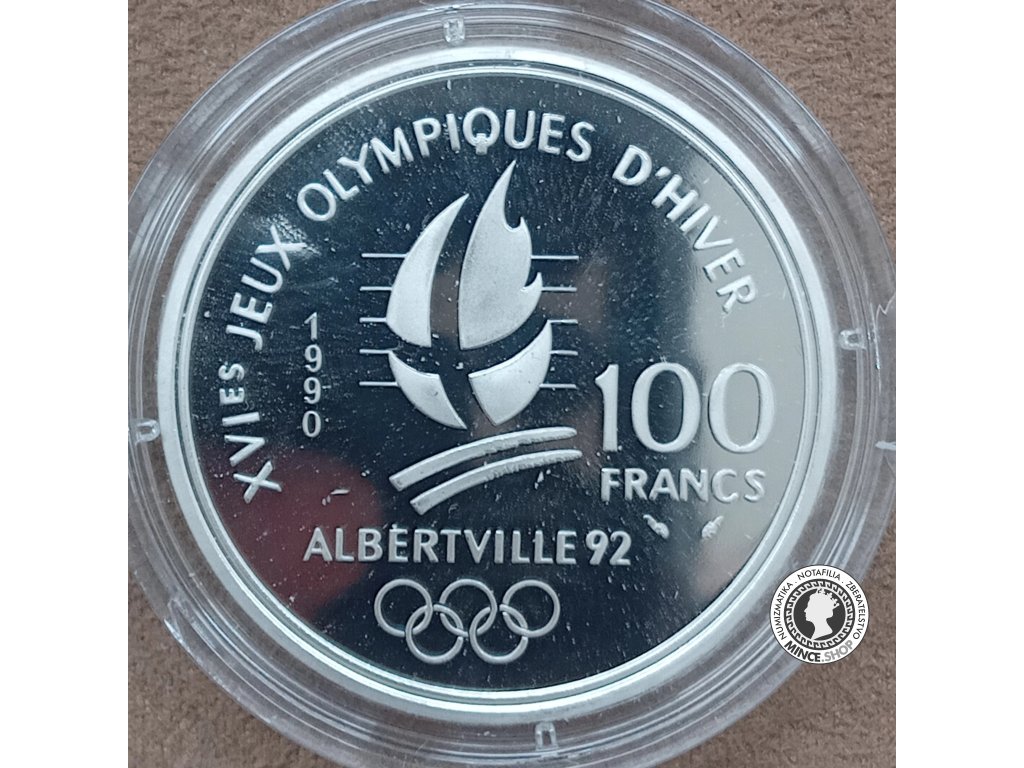 XVIES JEUX OLYMPIQUES D'HIVER
1990
100
FRANCS
ALBERTVILLE 92
NUMIZMATIKA . NOTAFILIA . ZBERATEĽSTVO
MINCE.SHOP